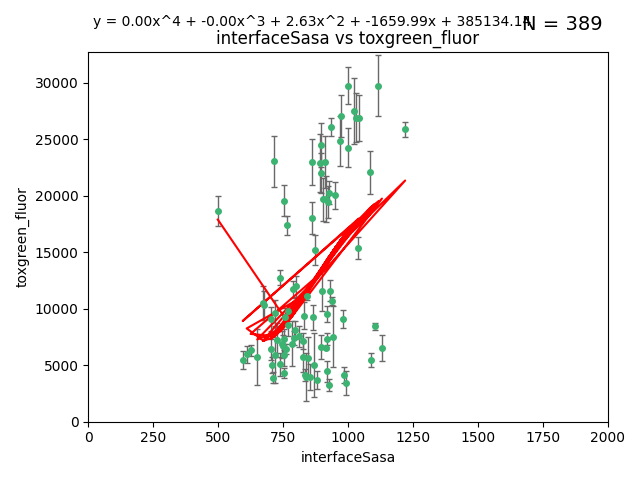 y = 0.00x^4 + -0.00x^3 + 2.63x^2 + -1659.99x + 385134.14
N = 389
interfaceSasa vs toxgreen_fluor
30000
25000
20000
15000
10000
5000
0
toxgreen_fluor
0 250 500 750 1000 1250 1500 1750 2000
interfaceSasa